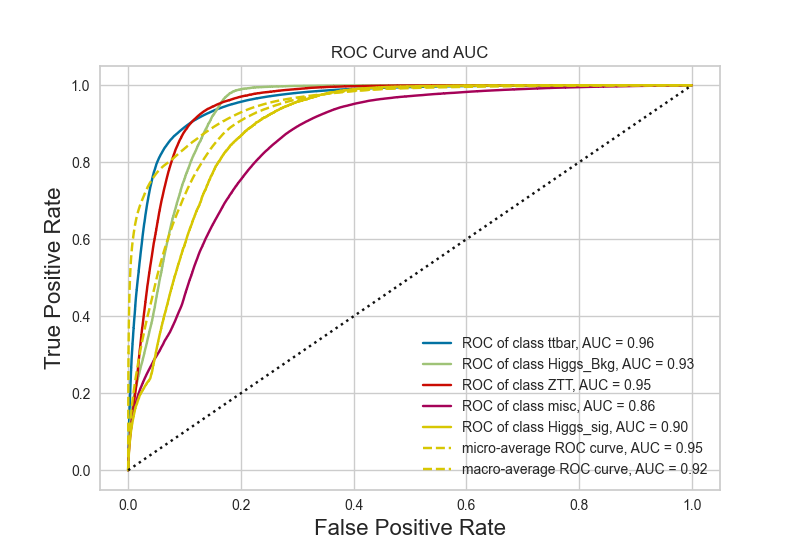 ROC Curve and AUC
True Positive Rate
1.0
0.8
0.6
0.4
0.2
0.0
ROC of class ttbar, AUC = 0.96
ROC of class Higgs_Bkg, AUC = 0.93
ROC of class ZTT, AUC = 0.95
ROC of class misc, AUC = 0.86
ROC of class Higgs_sig, AUC = 0.90
micro-average ROC curve, AUC = 0.95
macro-average ROC curve, AUC = 0.92
0.0 0.2 0.4 0.6 0.8 1.0
False Positive Rate